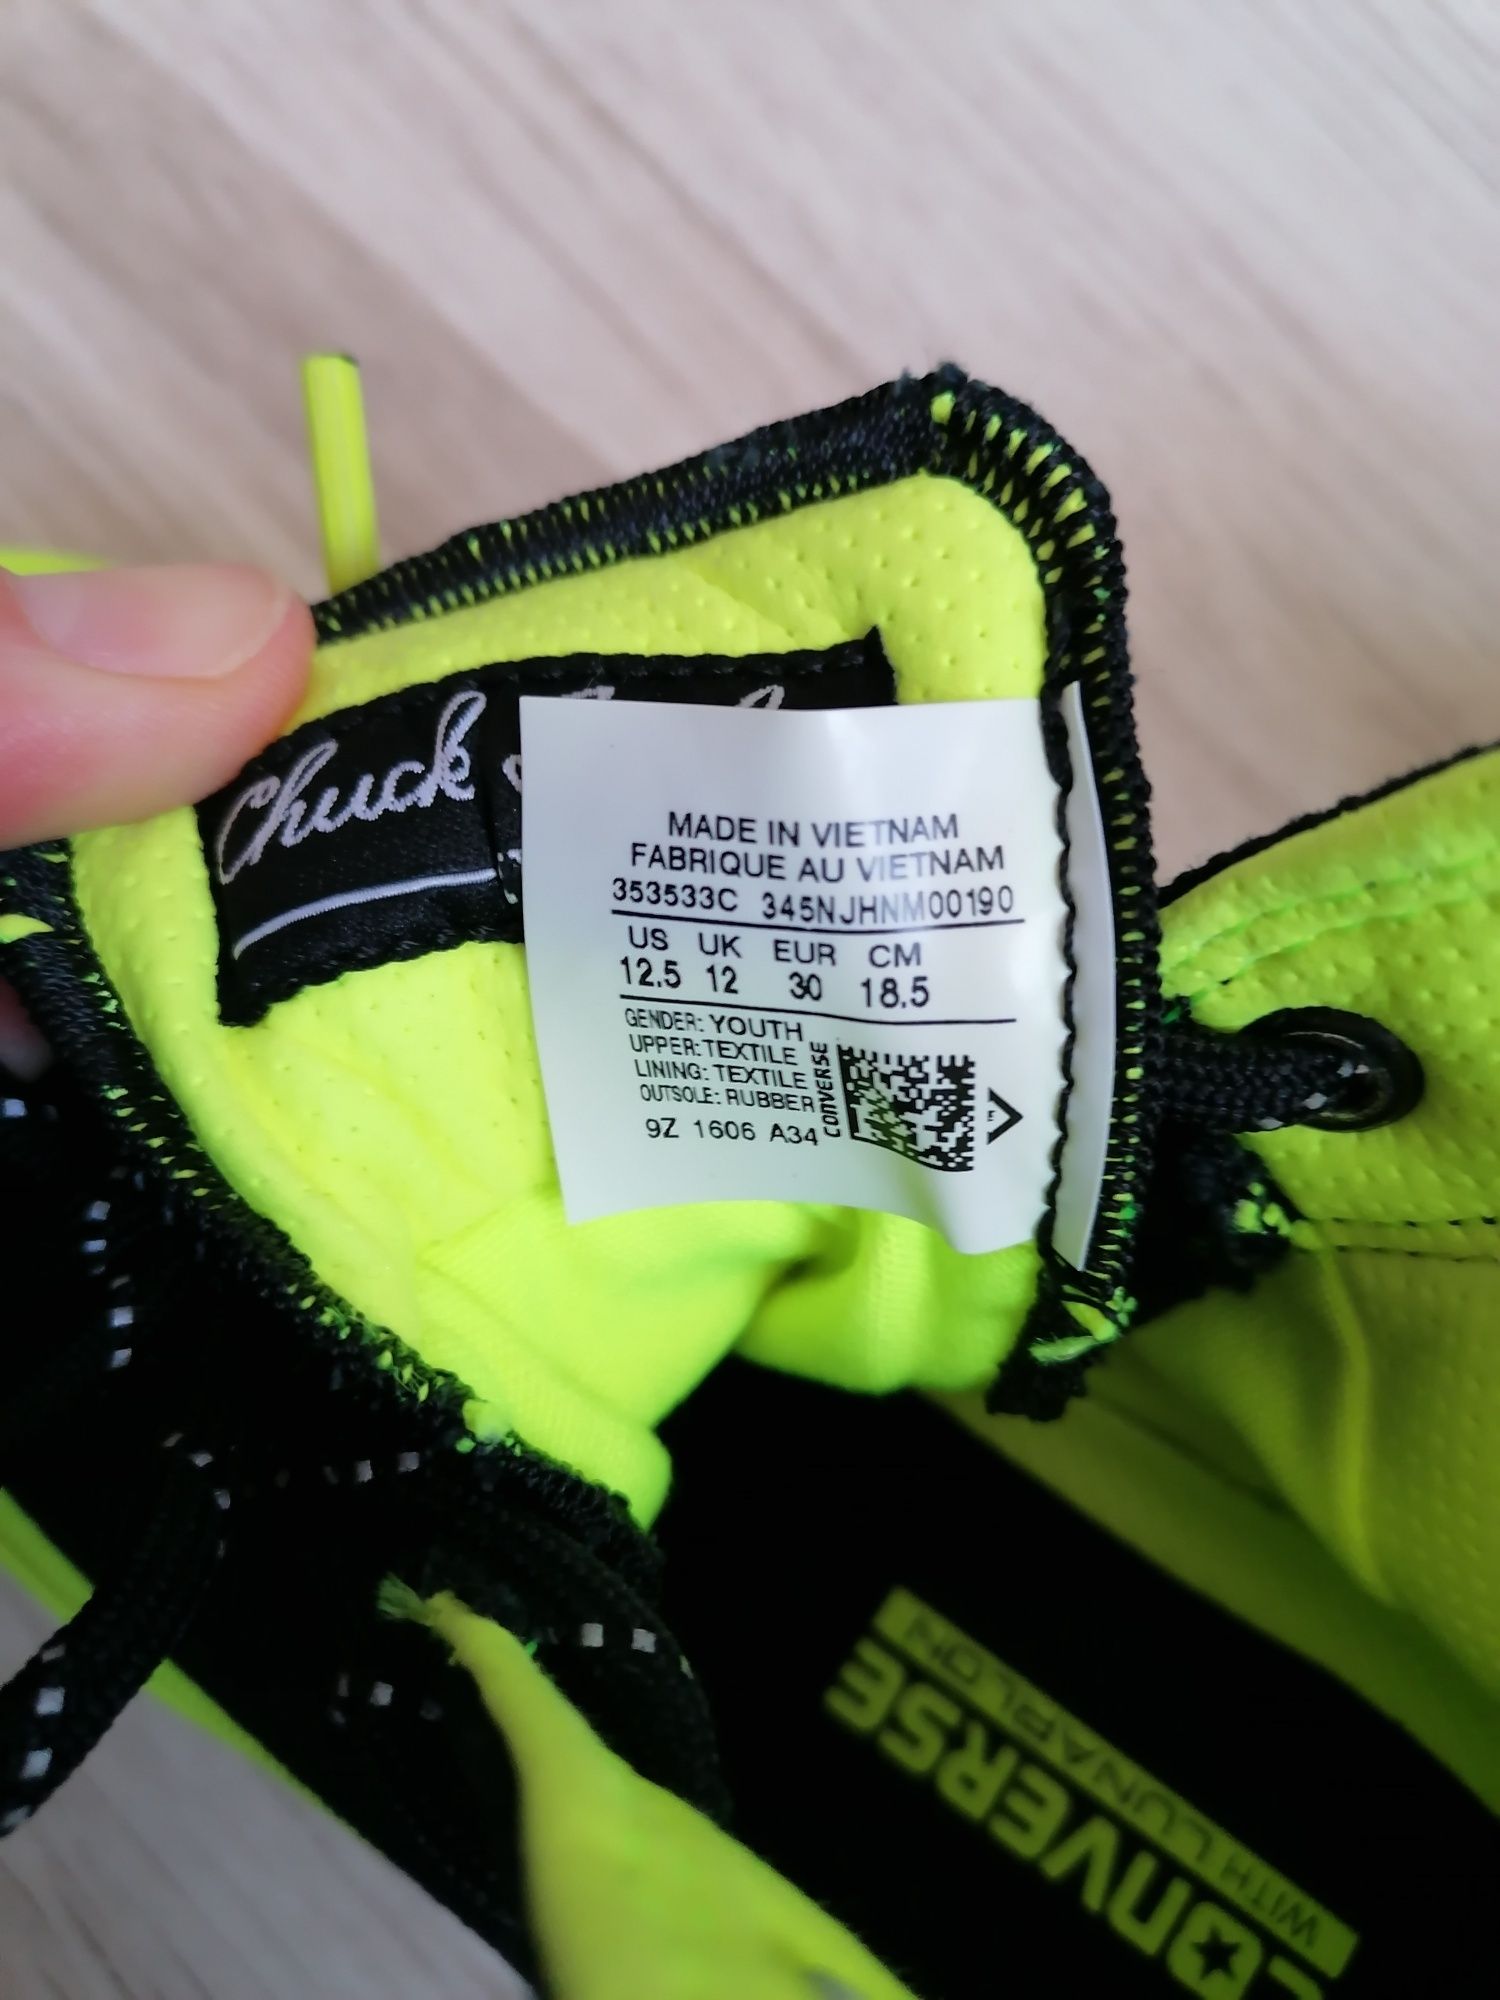 Chuck
MADE IN VIETNAM
FABRIQUE AU VIETNAM
353533C 345NJHNM00190
US UK EUR CM
12.5 12 30 18.5
GENDER: YOUTH
UPPER: TEXTILE
LINING: TEXTILE
OUTSOLE: RUBBER
9Z 1606 A34
CONVERSE
F
CONVERSE
WITH LUNARLON